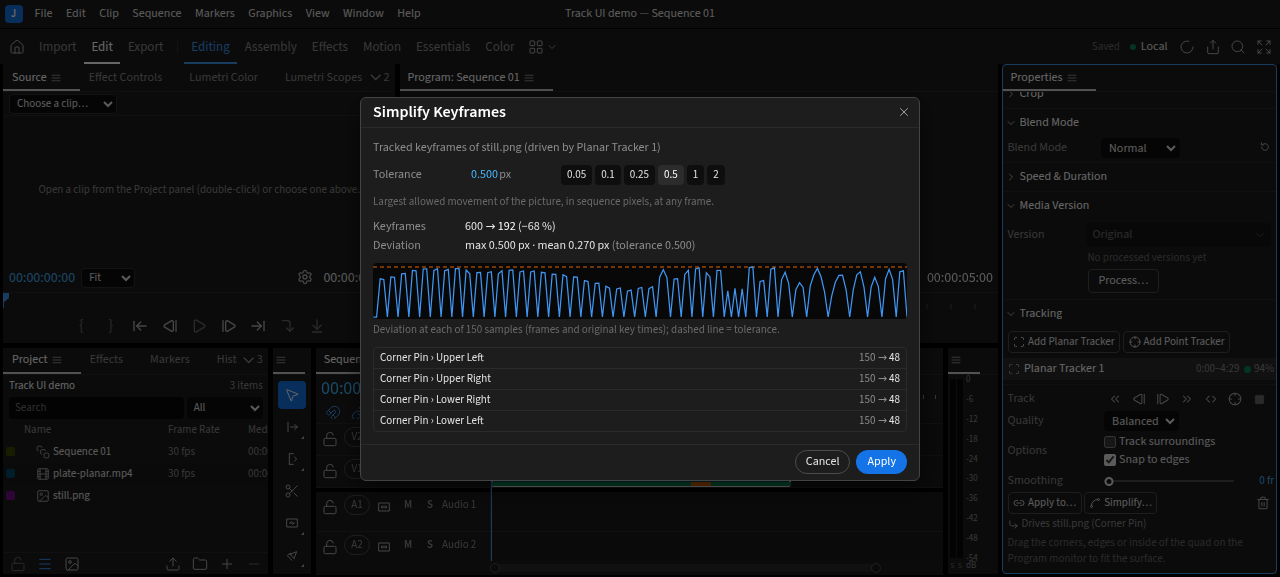 J File Edit Clip Sequence Markers Graphics View Window Help Track UI demo — Sequence 01
Import Edit Export Editing Assembly Effects Motion Essentials Color Saved Local
Source Effect Controls Lumetri Color Lumetri Scopes 2 Program: Sequence 01 Properties
Choose a clip…
Open a clip from the Project panel (double-click) or choose one above.
00:00:00:00 Fit 00:00:05:00
Simplify Keyframes
Tracked keyframes of still.png (driven by Planar Tracker 1)
Tolerance 0.500 px 0.05 0.1 0.25 0.5 1 2
Largest allowed movement of the picture, in sequence pixels, at any frame.
Keyframes 600 → 192 (−68 %)
Deviation max 0.500 px · mean 0.270 px (tolerance 0.500)
Deviation at each of 150 samples (frames and original key times); dashed line = tolerance.
Corner Pin › Upper Left 150 → 48
Corner Pin › Upper Right 150 → 48
Corner Pin › Lower Right 150 → 48
Corner Pin › Lower Left 150 → 48
Cancel Apply
Crop
Blend Mode
Blend Mode Normal
Speed & Duration
Media Version
Version Original
No processed versions yet
Process…
Tracking
Add Planar Tracker Add Point Tracker
Planar Tracker 1 0:00–4:29 94%
Track
Quality Balanced
Track surroundings
Options
Snap to edges
Smoothing 0 fr
Apply to… Simplify…
Drives still.png (Corner Pin)
Drag the corners, edges or inside of the quad on the
Program monitor to fit the surface.
Project Effects Markers Hist 3
Track UI demo 3 items
Search All
Name Frame Rate Med
Sequence 01 30 fps 00:0
plate-planar.mp4 30 fps 00:0
still.png
Sequen
00:00
V2
V1
A1 M S Audio 1
A2 M S Audio 2
0
-6
-12
-18
-24
-30
-36
-42
-48
-54
S S dB